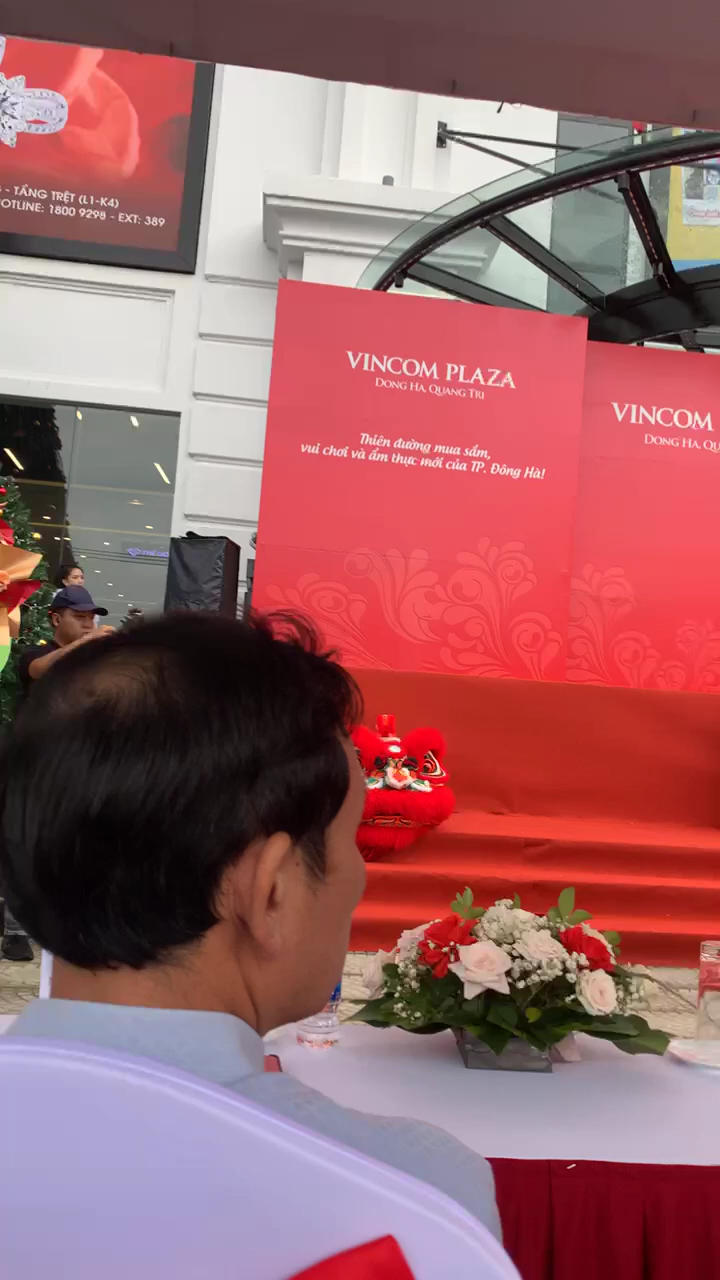 - TẦNG TRỆT (L1-K4)
HOTLINE: 1800 9298 - EXT: 389
VINCOM PLAZA
DONG HA, QUANG TRI
Thiên đường mua sắm,
vui chơi và ẩm thực mới của TP. Đông Hà!
VINCOM
DONG HA, QU